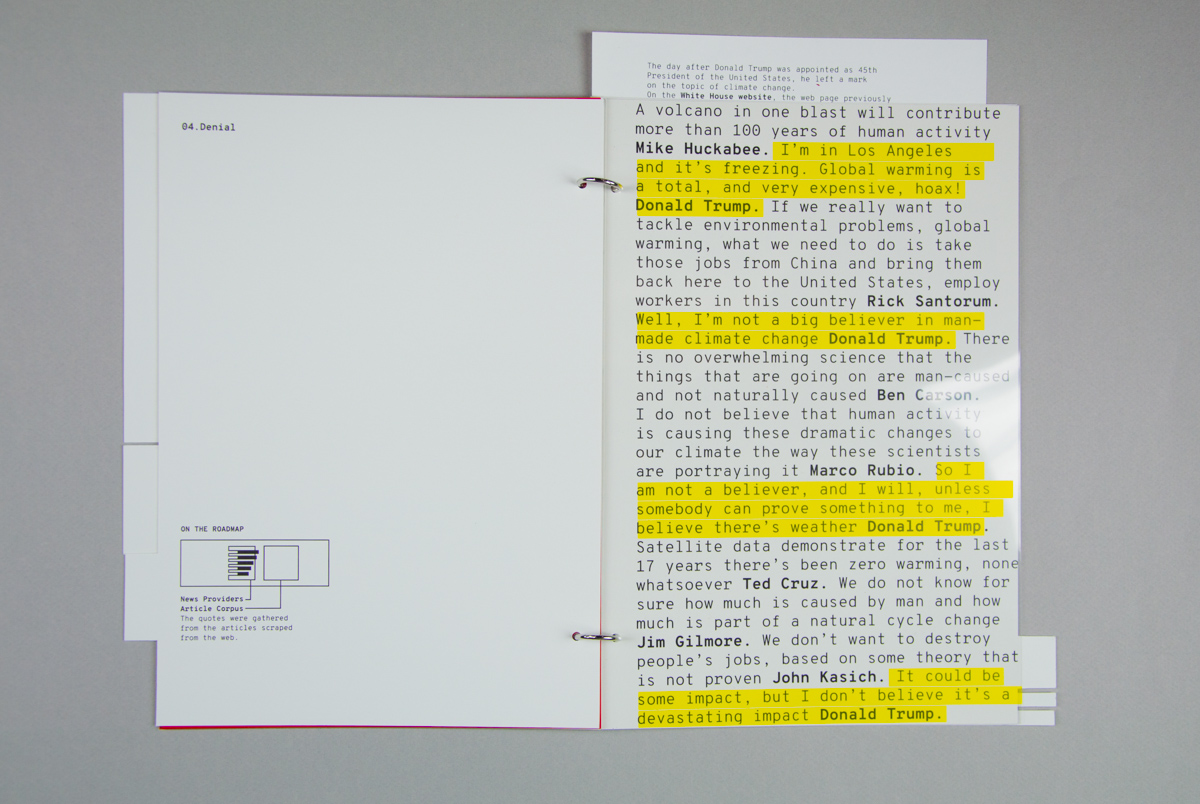 04.Denial
ON THE ROADMAP
News Providers
Article Corpus
The quotes were gathered
from the articles scraped
from the web.
The day after Donald Trump was appointed as 45th
President of the United States, he left a mark
on the topic of climate change.
On the White House website, the web page previously
A volcano in one blast will contribute
more than 100 years of human activity
Mike Huckabee. I'm in Los Angeles
and it's freezing. Global warming is
a total, and very expensive, hoax!
Donald Trump. If we really want to
tackle environmental problems, global
warming, what we need to do is take
those jobs from China and bring them
back here to the United States, employ
workers in this country Rick Santorum.
Well, I'm not a big believer in man-
made climate change Donald Trump. There
is no overwhelming science that the
things that are going on are man-caused
and not naturally caused Ben Carson.
I do not believe that human activity
is causing these dramatic changes to
our climate the way these scientists
are portraying it Marco Rubio. So I
am not a believer, and I will, unless
somebody can prove something to me, I
believe there's weather Donald Trump.
Satellite data demonstrate for the last
17 years there's been zero warming, none
whatsoever Ted Cruz. We do not know for
sure how much is caused by man and how
much is part of a natural cycle change
Jim Gilmore. We don't want to destroy
people's jobs, based on some theory that
is not proven John Kasich. It could be
some impact, but I don't believe it's a
devastating impact Donald Trump.